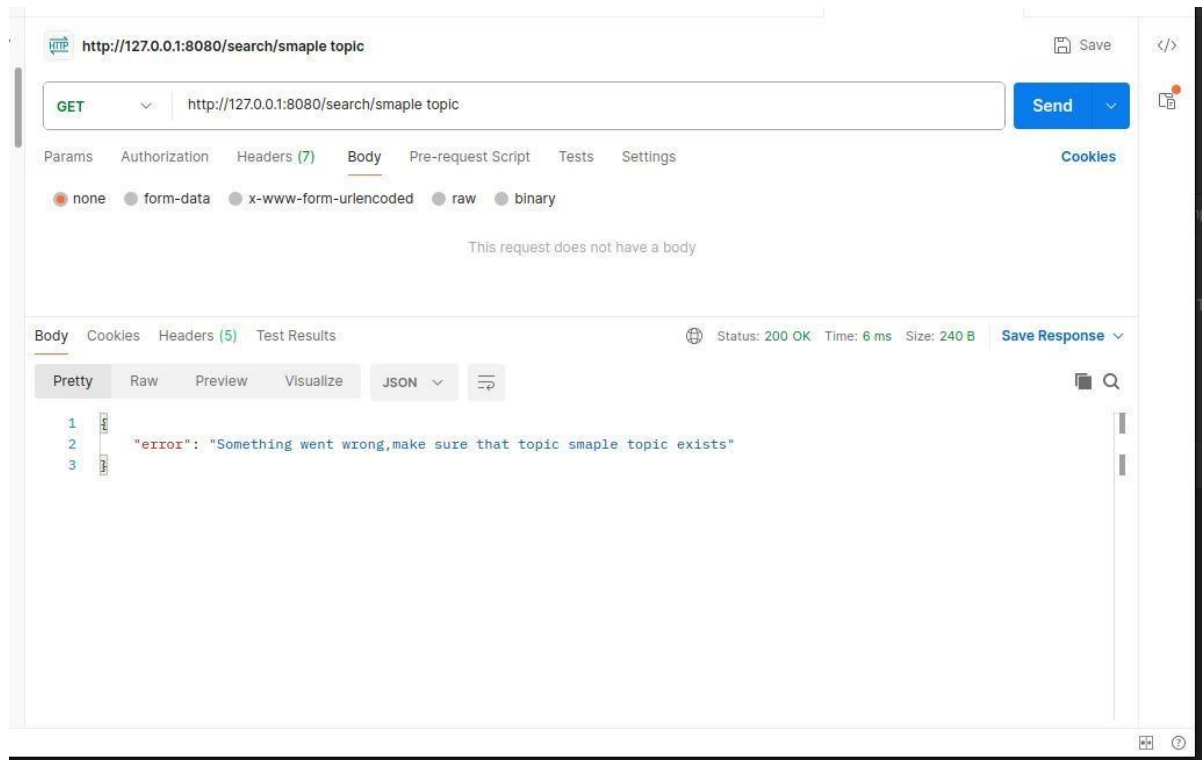 HTTP http://127.0.0.1:8080/search/smaple topic Save </>
GET http://127.0.0.1:8080/search/smaple topic Send
Params Authorization Headers (7) Body Pre-request Script Tests Settings Cookies
none form-data x-www-form-urlencoded raw binary
This request does not have a body
Body Cookies Headers (5) Test Results Status: 200 OK Time: 6 ms Size: 240 B Save Response
Pretty Raw Preview Visualize JSON
1 {
2 "error": "Something went wrong,make sure that topic smaple topic exists"
3 }